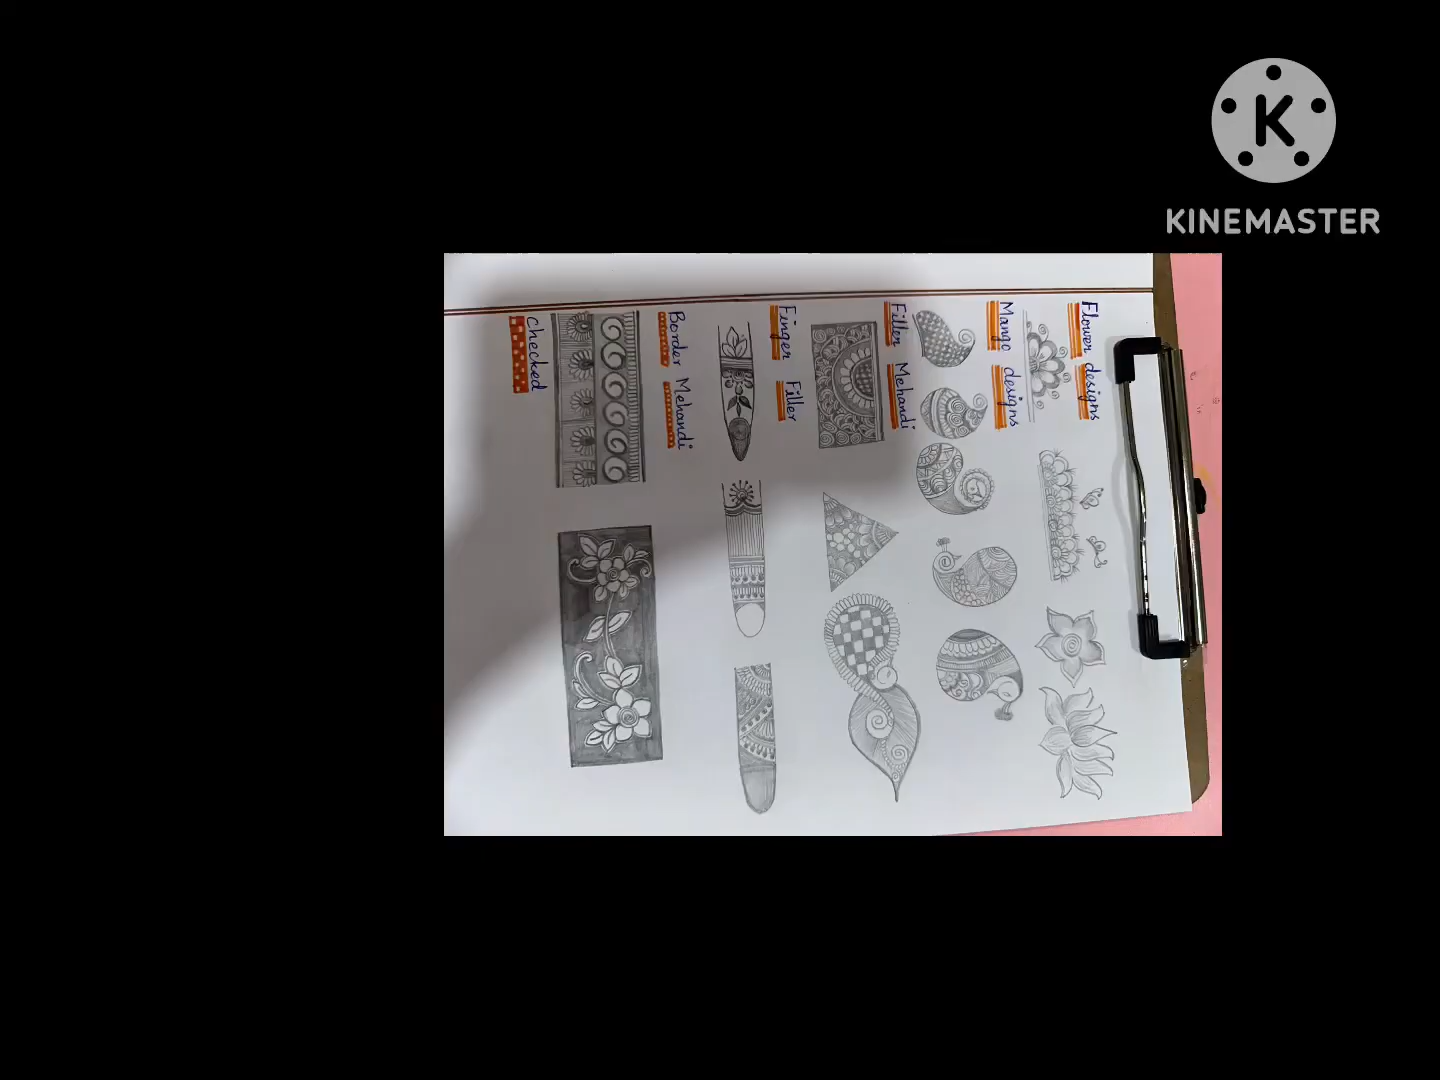 K
KINEMASTER
Flower designs
Mango designs
Filler Mehandi
Finger Filler
Border Mehandi
Checked